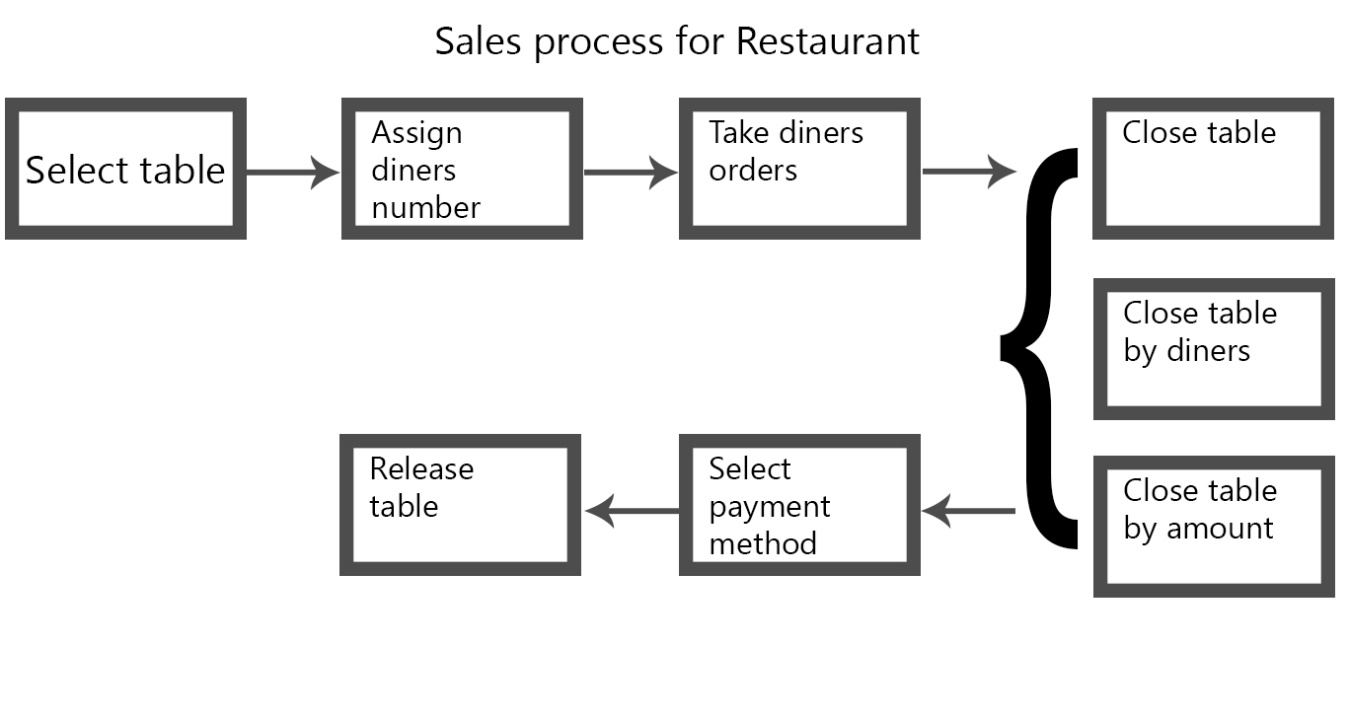 Sales process for Restaurant
Select table
Assign
diners
number
Take diners
orders
Close table
Close table
by diners
Close table
by amount
Select
payment
method
Release
table